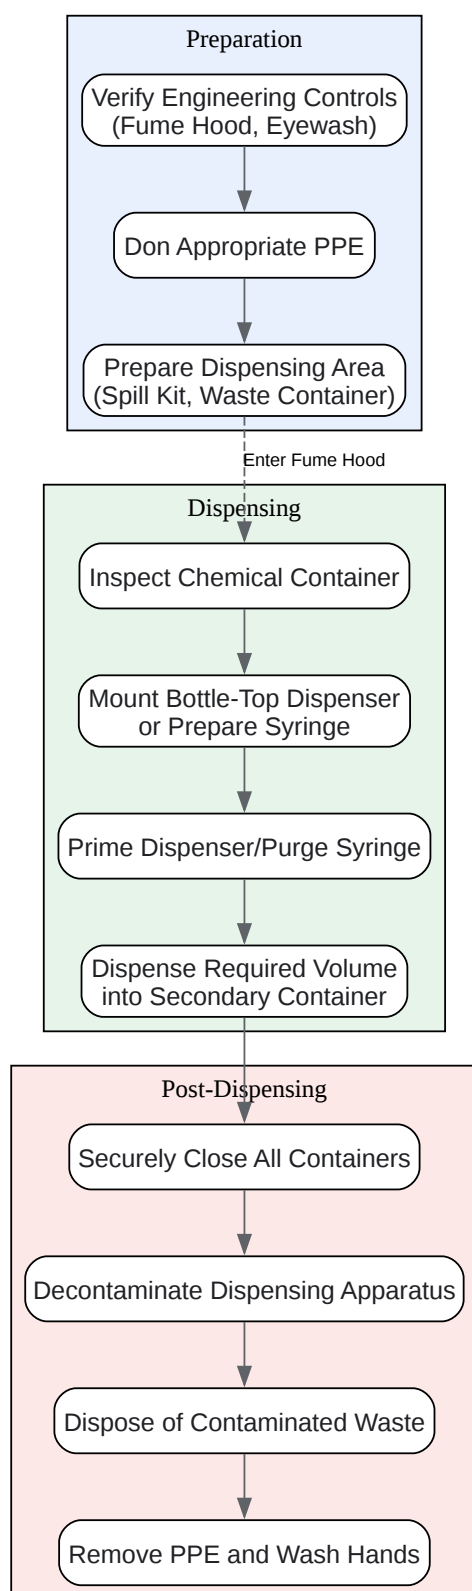 Preparation
Verify Engineering Controls
(Fume Hood, Eyewash)
Don Appropriate PPE
Prepare Dispensing Area
(Spill Kit, Waste Container)
Enter Fume Hood
Dispensing
Inspect Chemical Container
Mount Bottle-Top Dispenser
or Prepare Syringe
Prime Dispenser/Purge Syringe
Dispense Required Volume
into Secondary Container
Post-Dispensing
Securely Close All Containers
Decontaminate Dispensing Apparatus
Dispose of Contaminated Waste
Remove PPE and Wash Hands